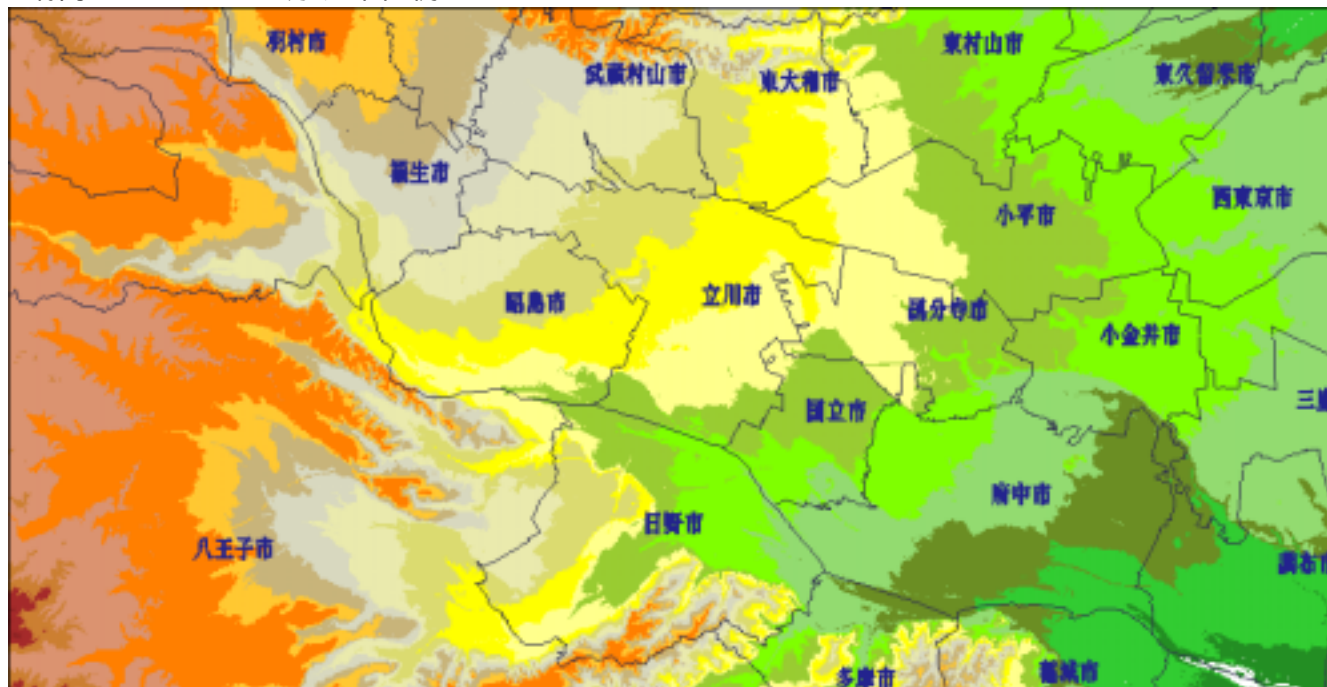 羽村市
東村山市
武蔵村山市
東大和市
東久留米市
福生市
西東京市
小平市
昭島市
立川市
国分寺市
小金井市
国立市
府中市
日野市
八王子市
調布市
多摩市
稲城市